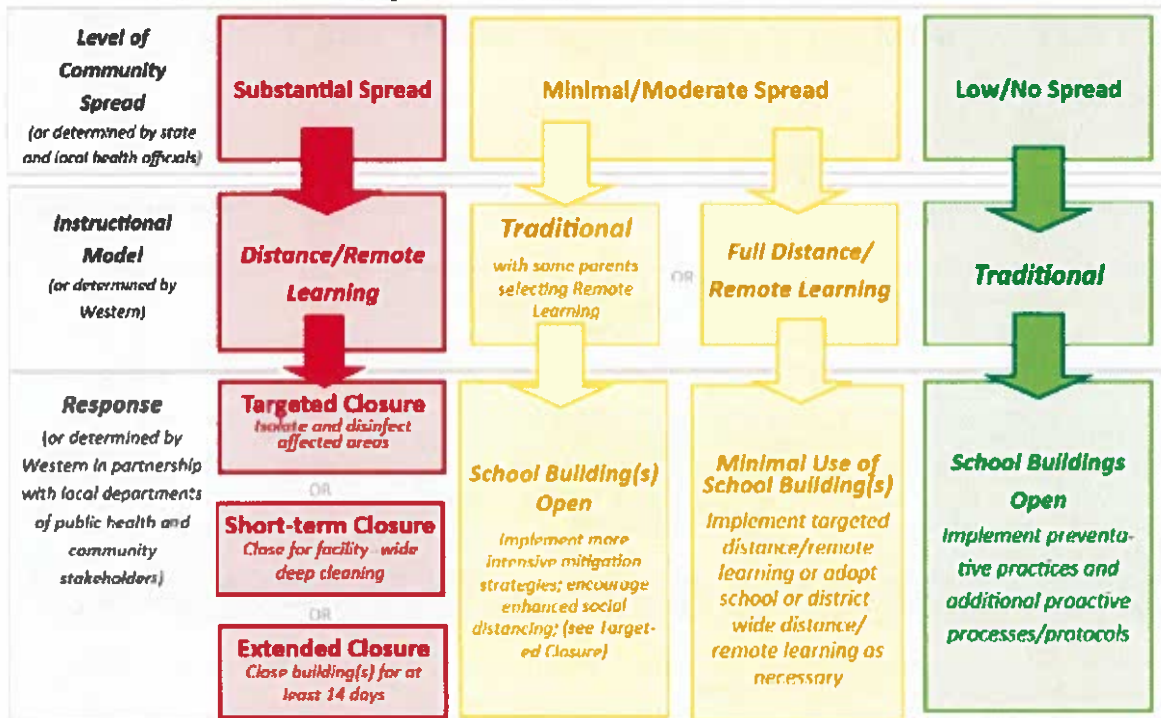 Level of
Community
Spread
(or determined by state
and local health officials)
Substantial Spread
Minimal/Moderate Spread
Low/No Spread
Instructional
Model
(or determined by
Western)
Distance/Remote
Learning
Traditional
with some parents
selecting Remote
Learning
OR
Full Distance/
Remote Learning
Traditional
Response
(or determined by
Western in partnership
with local departments
of public health and
community
stakeholders)
Targeted Closure
Isolate and disinfect
affected areas
OR
Short-term Closure
Close for facility-wide
deep cleaning
OR
Extended Closure
Close building(s) for at
least 14 days
School Building(s)
Open
Implement more
intensive mitigation
strategies; encourage
enhanced social
distancing; (see Target-
ed Closure)
Minimal Use of
School Building(s)
Implement targeted
distance/remote
learning or adopt
school or district
wide distance/
remote learning as
necessary
School Buildings
Open
Implement preventa-
tive practices and
additional proactive
processes/protocols